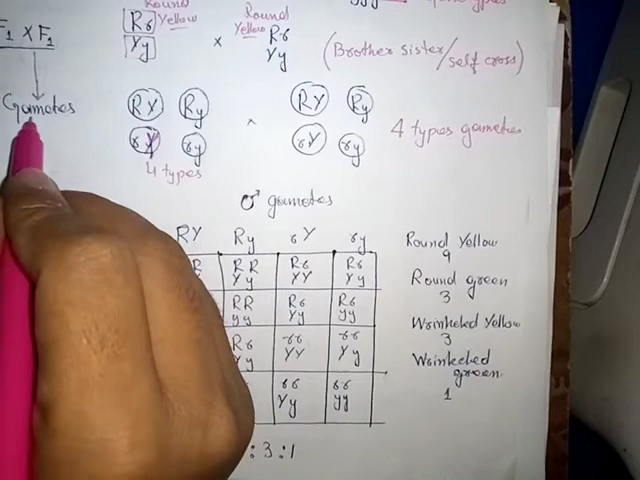 Round
Yellow
Round
Yellow
F1 X F1
Rr
Yy
x
Rr
Yy
(Brother sister/self cross)
Gametes
RY Ry
rY ry
4 types
x
RY Ry
rY ry
4 types gametes
♂ gametes
RY Ry rY ry
RR
Yy
Rr
YY
Rr
Yy
RR
yy
Rr
Yy
Rr
yy
Rr
Yy
rr
YY
rr
Yy
rr
Yy
rr
yy
Round Yellow
9
Round green
3
Wrinkeled Yellow
3
Wrinkeled
green
1
:3:1